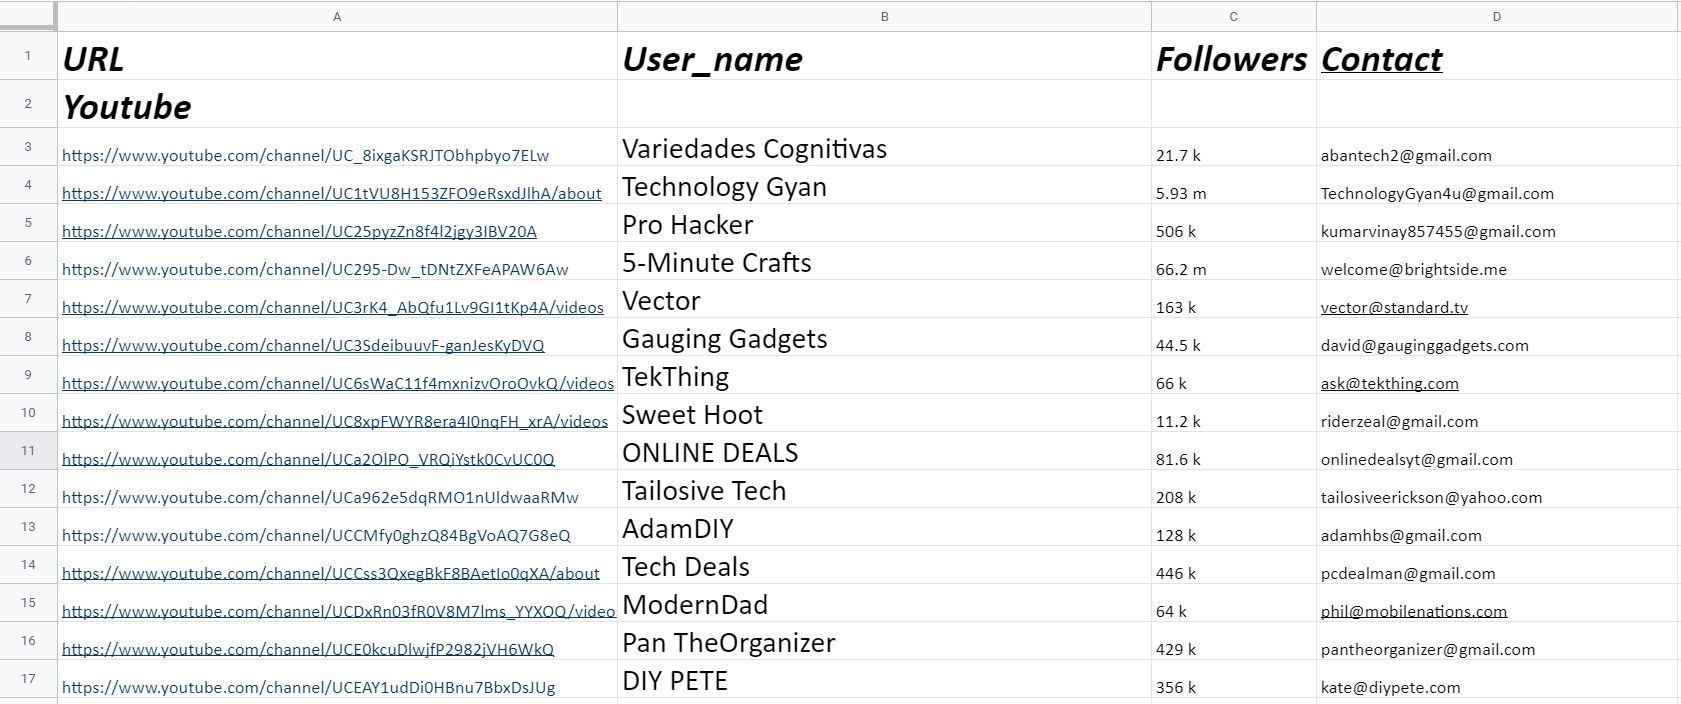 A B C D
1 URL User_name Followers Contact
2 Youtube
3 https://www.youtube.com/channel/UC_8ixgaKSRJTObhpbyo7ELw Variedades Cognitivas 21.7 k abantech2@gmail.com
4 https://www.youtube.com/channel/UC1tVU8H153ZFO9eRsxdJlhA/about Technology Gyan 5.93 m TechnologyGyan4u@gmail.com
5 https://www.youtube.com/channel/UC25pyzZn8f4l2jgy3IBV20A Pro Hacker 506 k kumarvinay857455@gmail.com
6 https://www.youtube.com/channel/UC295-Dw_tDNtZXFeAPAW6Aw 5-Minute Crafts 66.2 m welcome@brightside.me
7 https://www.youtube.com/channel/UC3rK4_AbQfu1Lv9GI1tKp4A/videos Vector 163 k vector@standard.tv
8 https://www.youtube.com/channel/UC3SdeibuuvF-ganJesKyDVQ Gauging Gadgets 44.5 k david@gauginggadgets.com
9 https://www.youtube.com/channel/UC6sWaC11f4mxnizvOroOvkQ/videos TekThing 66 k ask@tekthing.com
10 https://www.youtube.com/channel/UC8xpFWYR8era4I0nqFH_xrA/videos Sweet Hoot 11.2 k riderzeal@gmail.com
11 https://www.youtube.com/channel/UCa2OlPO_VRQjYstk0CvUC0Q ONLINE DEALS 81.6 k onlinedealsyt@gmail.com
12 https://www.youtube.com/channel/UCa962e5dqRMO1nUldwaaRMw Tailosive Tech 208 k tailosiveerickson@yahoo.com
13 https://www.youtube.com/channel/UCCMfy0ghzQ84BgVoAQ7G8eQ AdamDIY 128 k adamhbs@gmail.com
14 https://www.youtube.com/channel/UCCss3QxegBkF8BAetIo0qXA/about Tech Deals 446 k pcdealman@gmail.com
15 https://www.youtube.com/channel/UCDxRn03fR0V8M7lms_YYXOQ/video ModernDad 64 k phil@mobilenations.com
16 https://www.youtube.com/channel/UCE0kcuDlwjfP2982jVH6WkQ Pan TheOrganizer 429 k pantheorganizer@gmail.com
17 https://www.youtube.com/channel/UCEAY1udDi0HBnu7BbxDsJUg DIY PETE 356 k kate@diypete.com